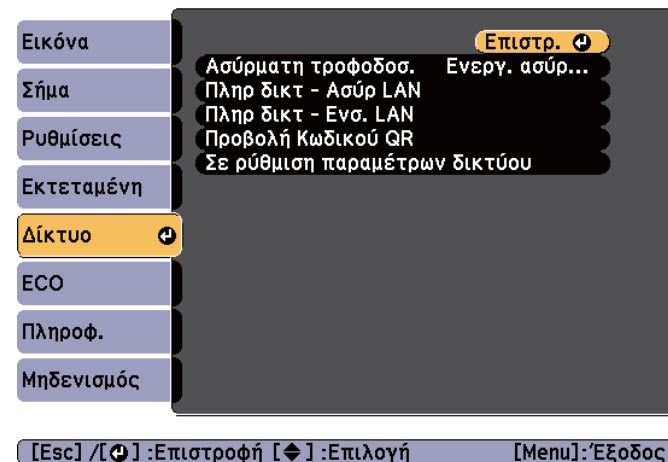 Εικόνα
Σήμα
Ρυθμίσεις
Εκτεταμένη
Δίκτυο
ECO
Πληροφ.
Μηδενισμός
Επιστρ.
Ασύρματη τροφοδοσ. Ενεργ. ασύρ...
Πληρ δικτ - Ασύρ LAN
Πληρ δικτ - Ενσ. LAN
Προβολή Κωδικού QR
Σε ρύθμιση παραμέτρων δικτύου
[Esc] /[⏎] :Επιστροφή [◆] :Επιλογή [Menu]:Έξοδος